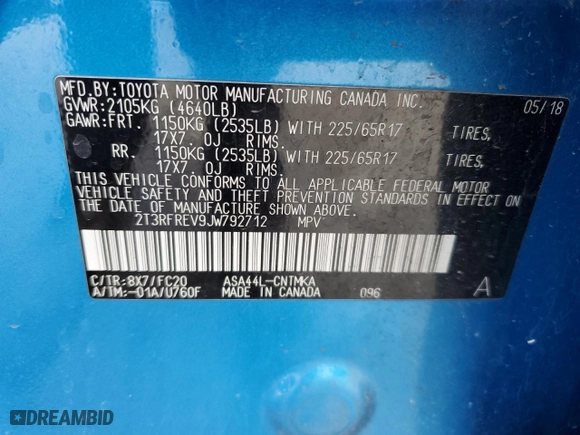 MFD.BY:TOYOTA MOTOR MANUFACTURING CANADA INC. 05/18
GVWR:2105KG (4640LB)
GAWR:FRT. 1150KG (2535LB) WITH 225/65R17 TIRES,
17X7 0J RIMS.
RR. 1150KG (2535LB) WITH 225/65R17 TIRES,
17X7 0J RIMS.
THIS VEHICLE CONFORMS TO ALL APPLICABLE FEDERAL MOTOR
VEHICLE SAFETY AND THEFT PREVENTION STANDARDS IN EFFECT ON
THE DATE OF MANUFACTURE SHOWN ABOVE.
2T3RFREV9JW792712 MPV
C/TR:8X7/FC20 ASA44L-CNTMKA
A/TM:-01A/U760F MADE IN CANADA 096 A
DREAMBID